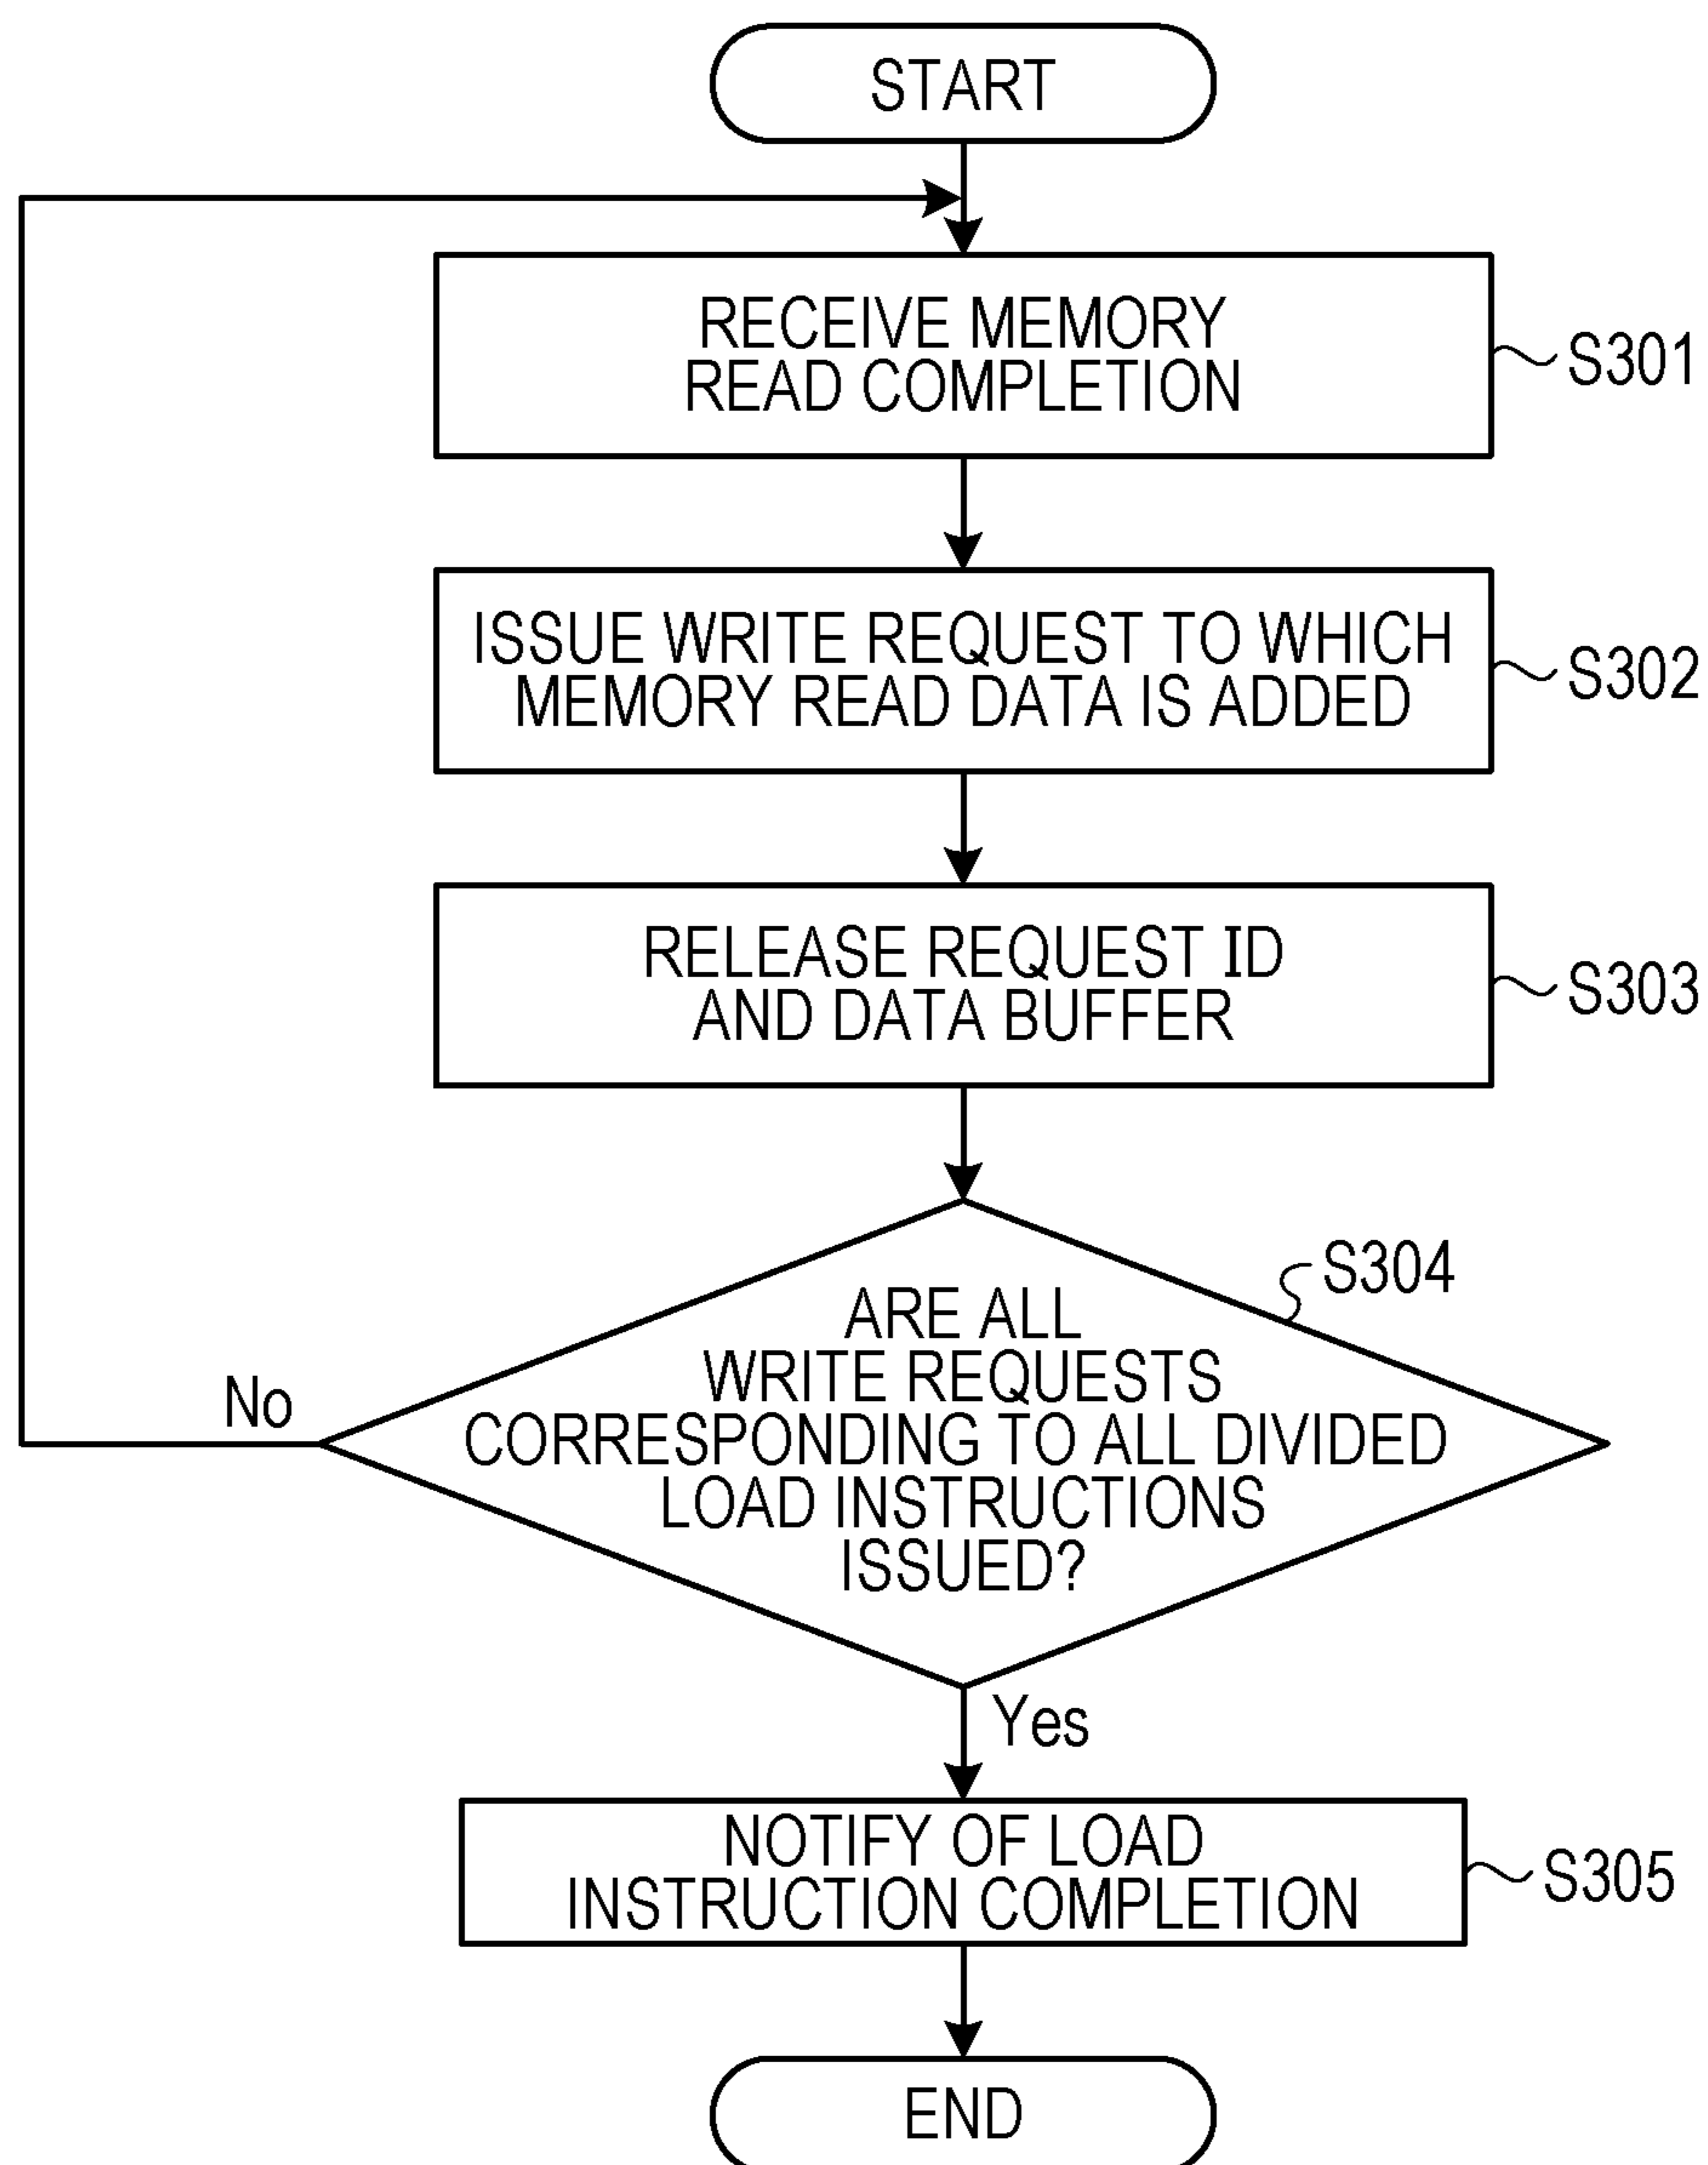 START
RECEIVE MEMORY
READ COMPLETION
S301
ISSUE WRITE REQUEST TO WHICH
MEMORY READ DATA IS ADDED
S302
RELEASE REQUEST ID
AND DATA BUFFER
S303
S304
ARE ALL
WRITE REQUESTS
CORRESPONDING TO ALL DIVIDED
LOAD INSTRUCTIONS
ISSUED?
No
Yes
NOTIFY OF LOAD
INSTRUCTION COMPLETION
S305
END